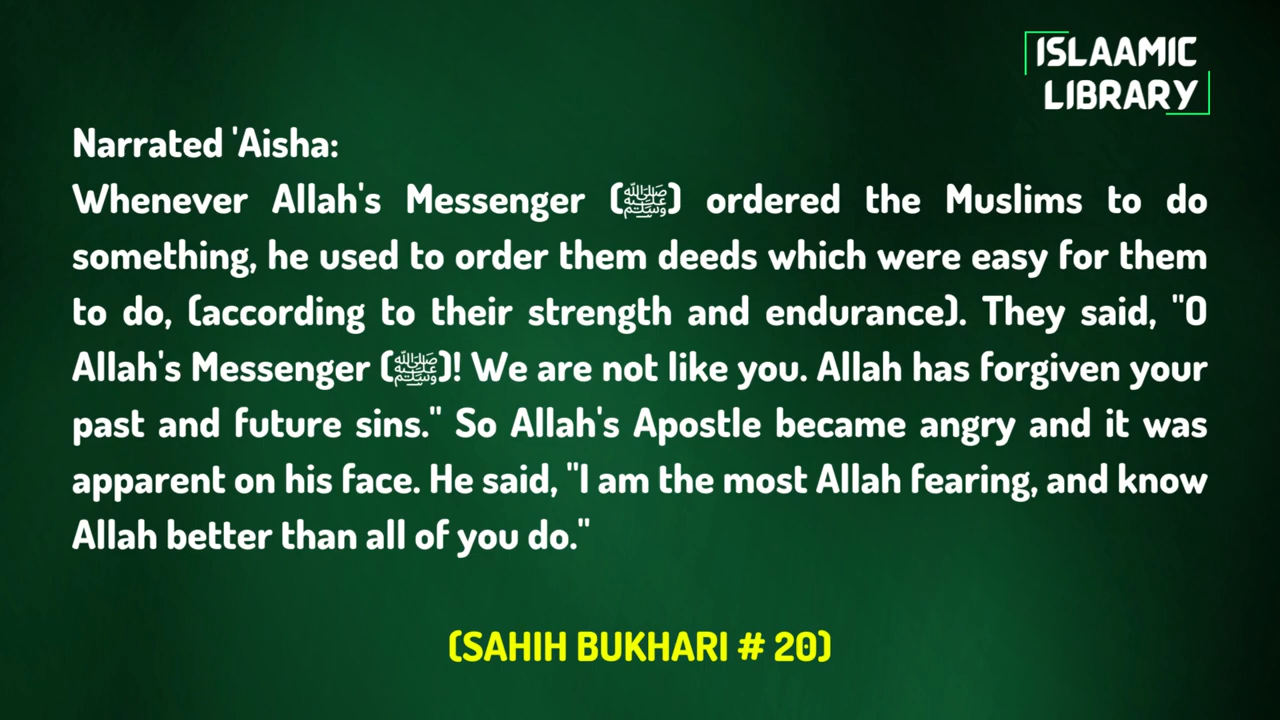 ISLAAMIC
LIBRARY
Narrated 'Aisha:
Whenever Allah's Messenger (ﷺ) ordered the Muslims to do
something, he used to order them deeds which were easy for them
to do, (according to their strength and endurance). They said, "O
Allah's Messenger (ﷺ)! We are not like you. Allah has forgiven your
past and future sins." So Allah's Apostle became angry and it was
apparent on his face. He said, "I am the most Allah fearing, and know
Allah better than all of you do."
(SAHIH BUKHARI # 20)